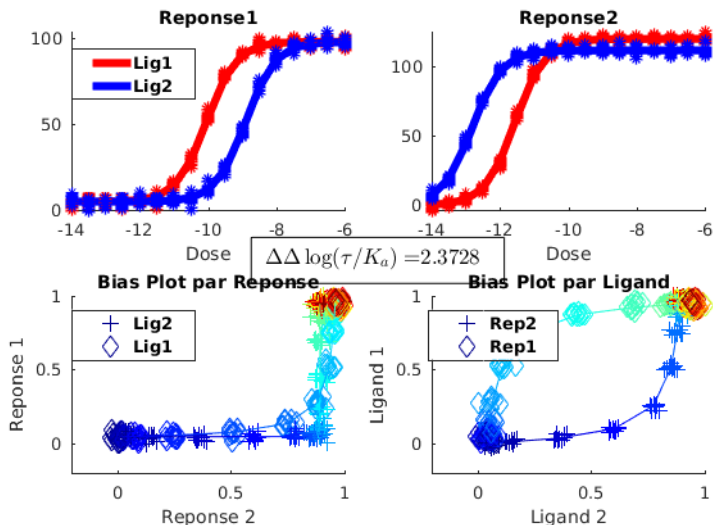 Reponse1
100
50
0
Lig1
Lig2
-14
-12
-10
-8
-6
Dose
Reponse2
100
50
0
-14
-12
-10
-8
-6
Dose
ΔΔ log(τ/K_a) =2.3728
Bias Plot par Reponse
1
0.5
0
Reponse 1
Lig2
Lig1
0
0.5
1
Reponse 2
Bias Plot par Ligand
1
0.5
0
Ligand 1
Rep2
Rep1
0
0.5
1
Ligand 2